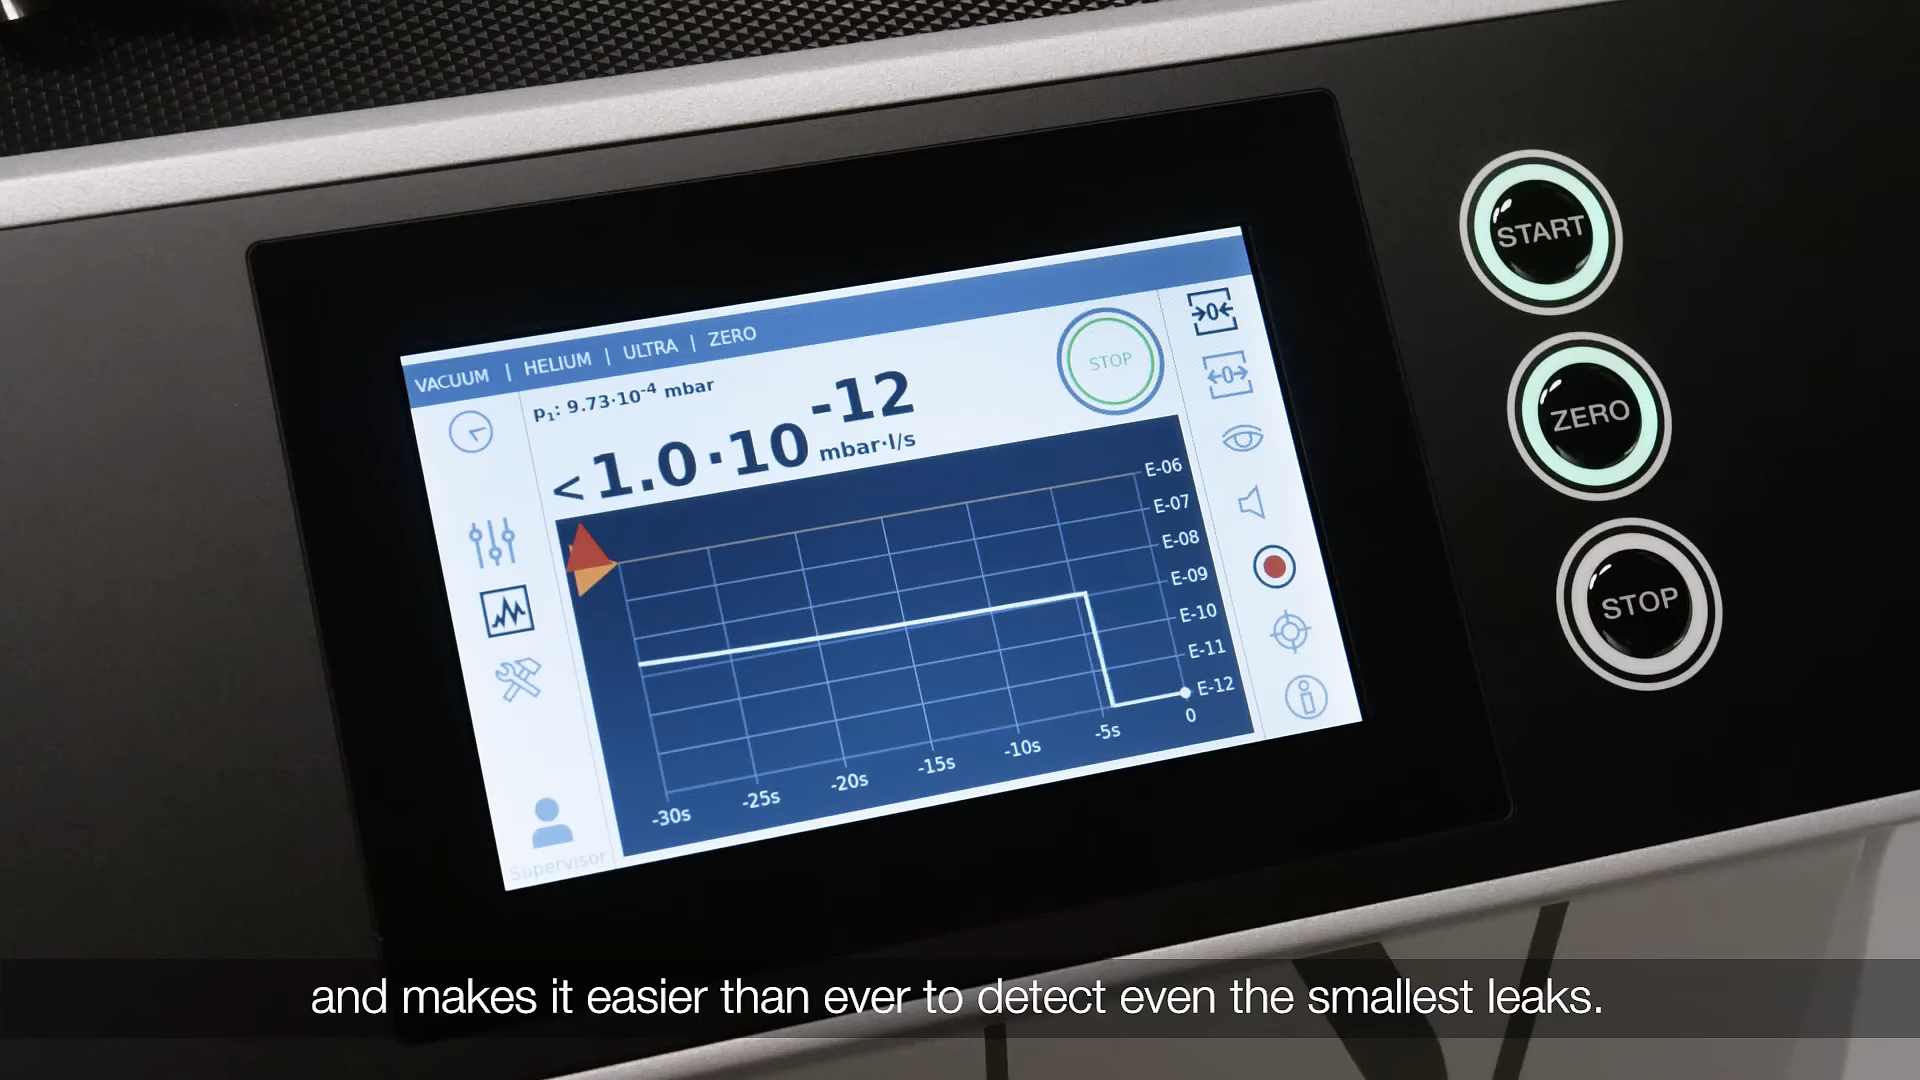 VACUUM | HELIUM | ULTRA | ZERO
p₁: 9.73·10⁻⁴ mbar
<1.0·10⁻¹² mbar·l/s
STOP
→0←
←0→
E-06
E-07
E-08
E-09
E-10
E-11
E-12
-30s
-25s
-20s
-15s
-10s
-5s
0
Supervisor
START
ZERO
STOP
and makes it easier than ever to detect even the smallest leaks.